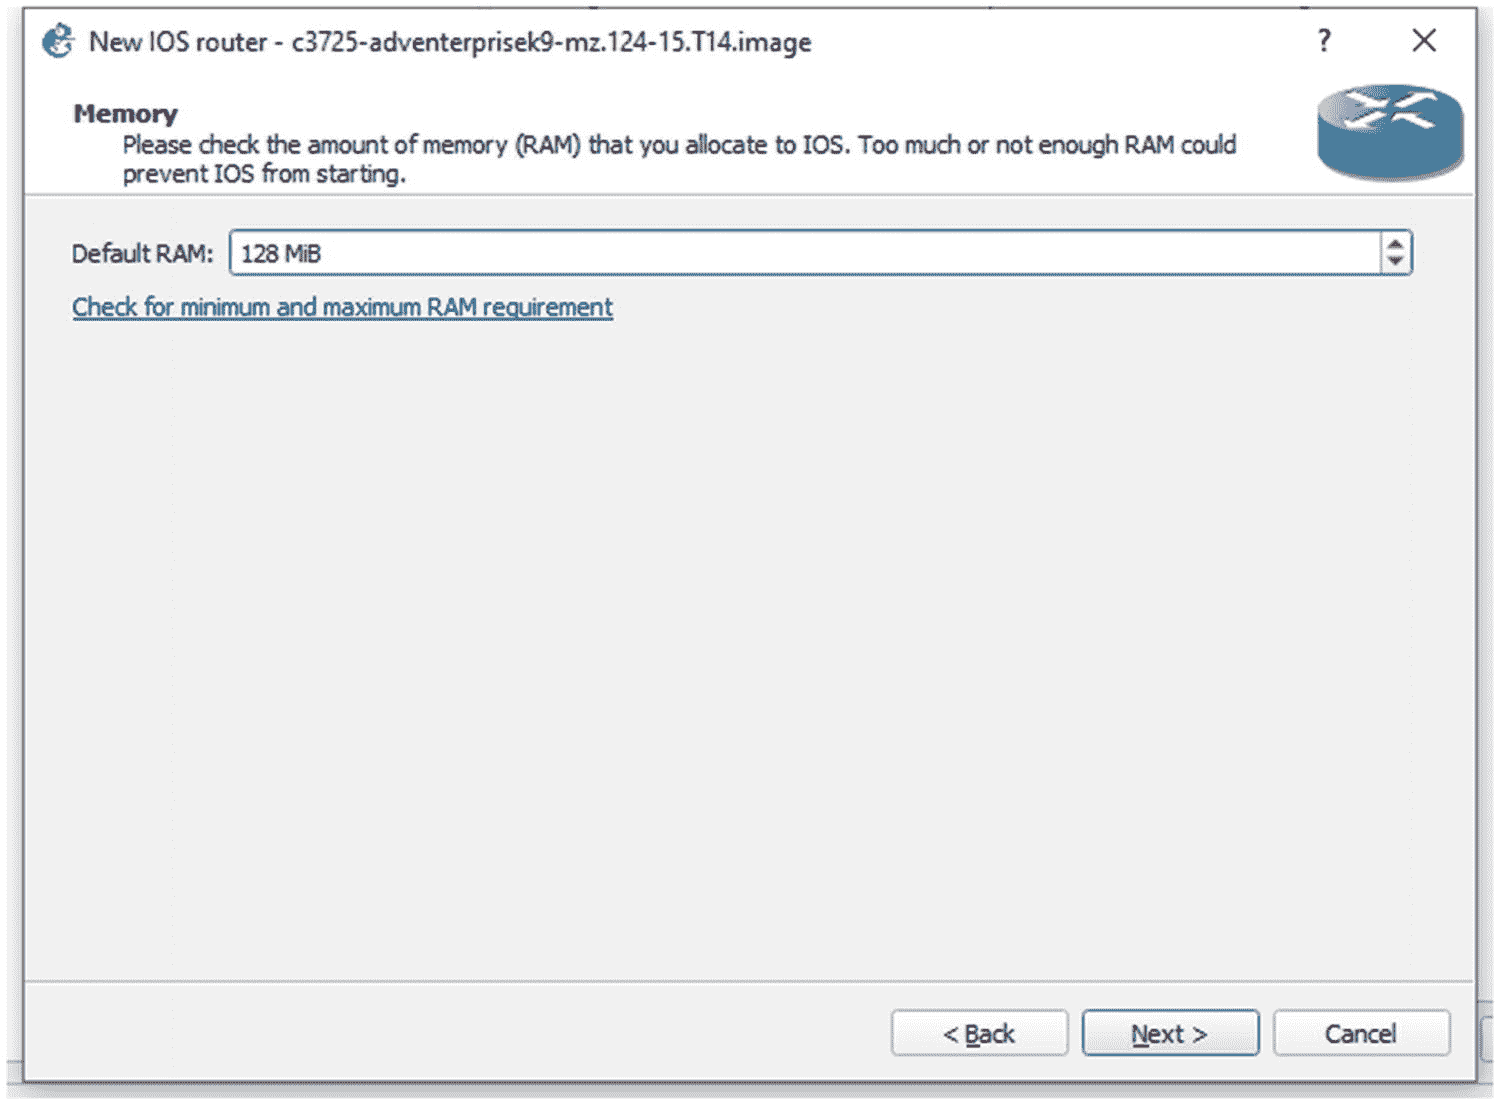 New IOS router - c3725-adventerprisek9-mz.124-15.T14.image
?
Memory
Please check the amount of memory (RAM) that you allocate to IOS. Too much or not enough RAM could
prevent IOS from starting.
Default RAM: 128 MiB
Check for minimum and maximum RAM requirement
< Back Next > Cancel